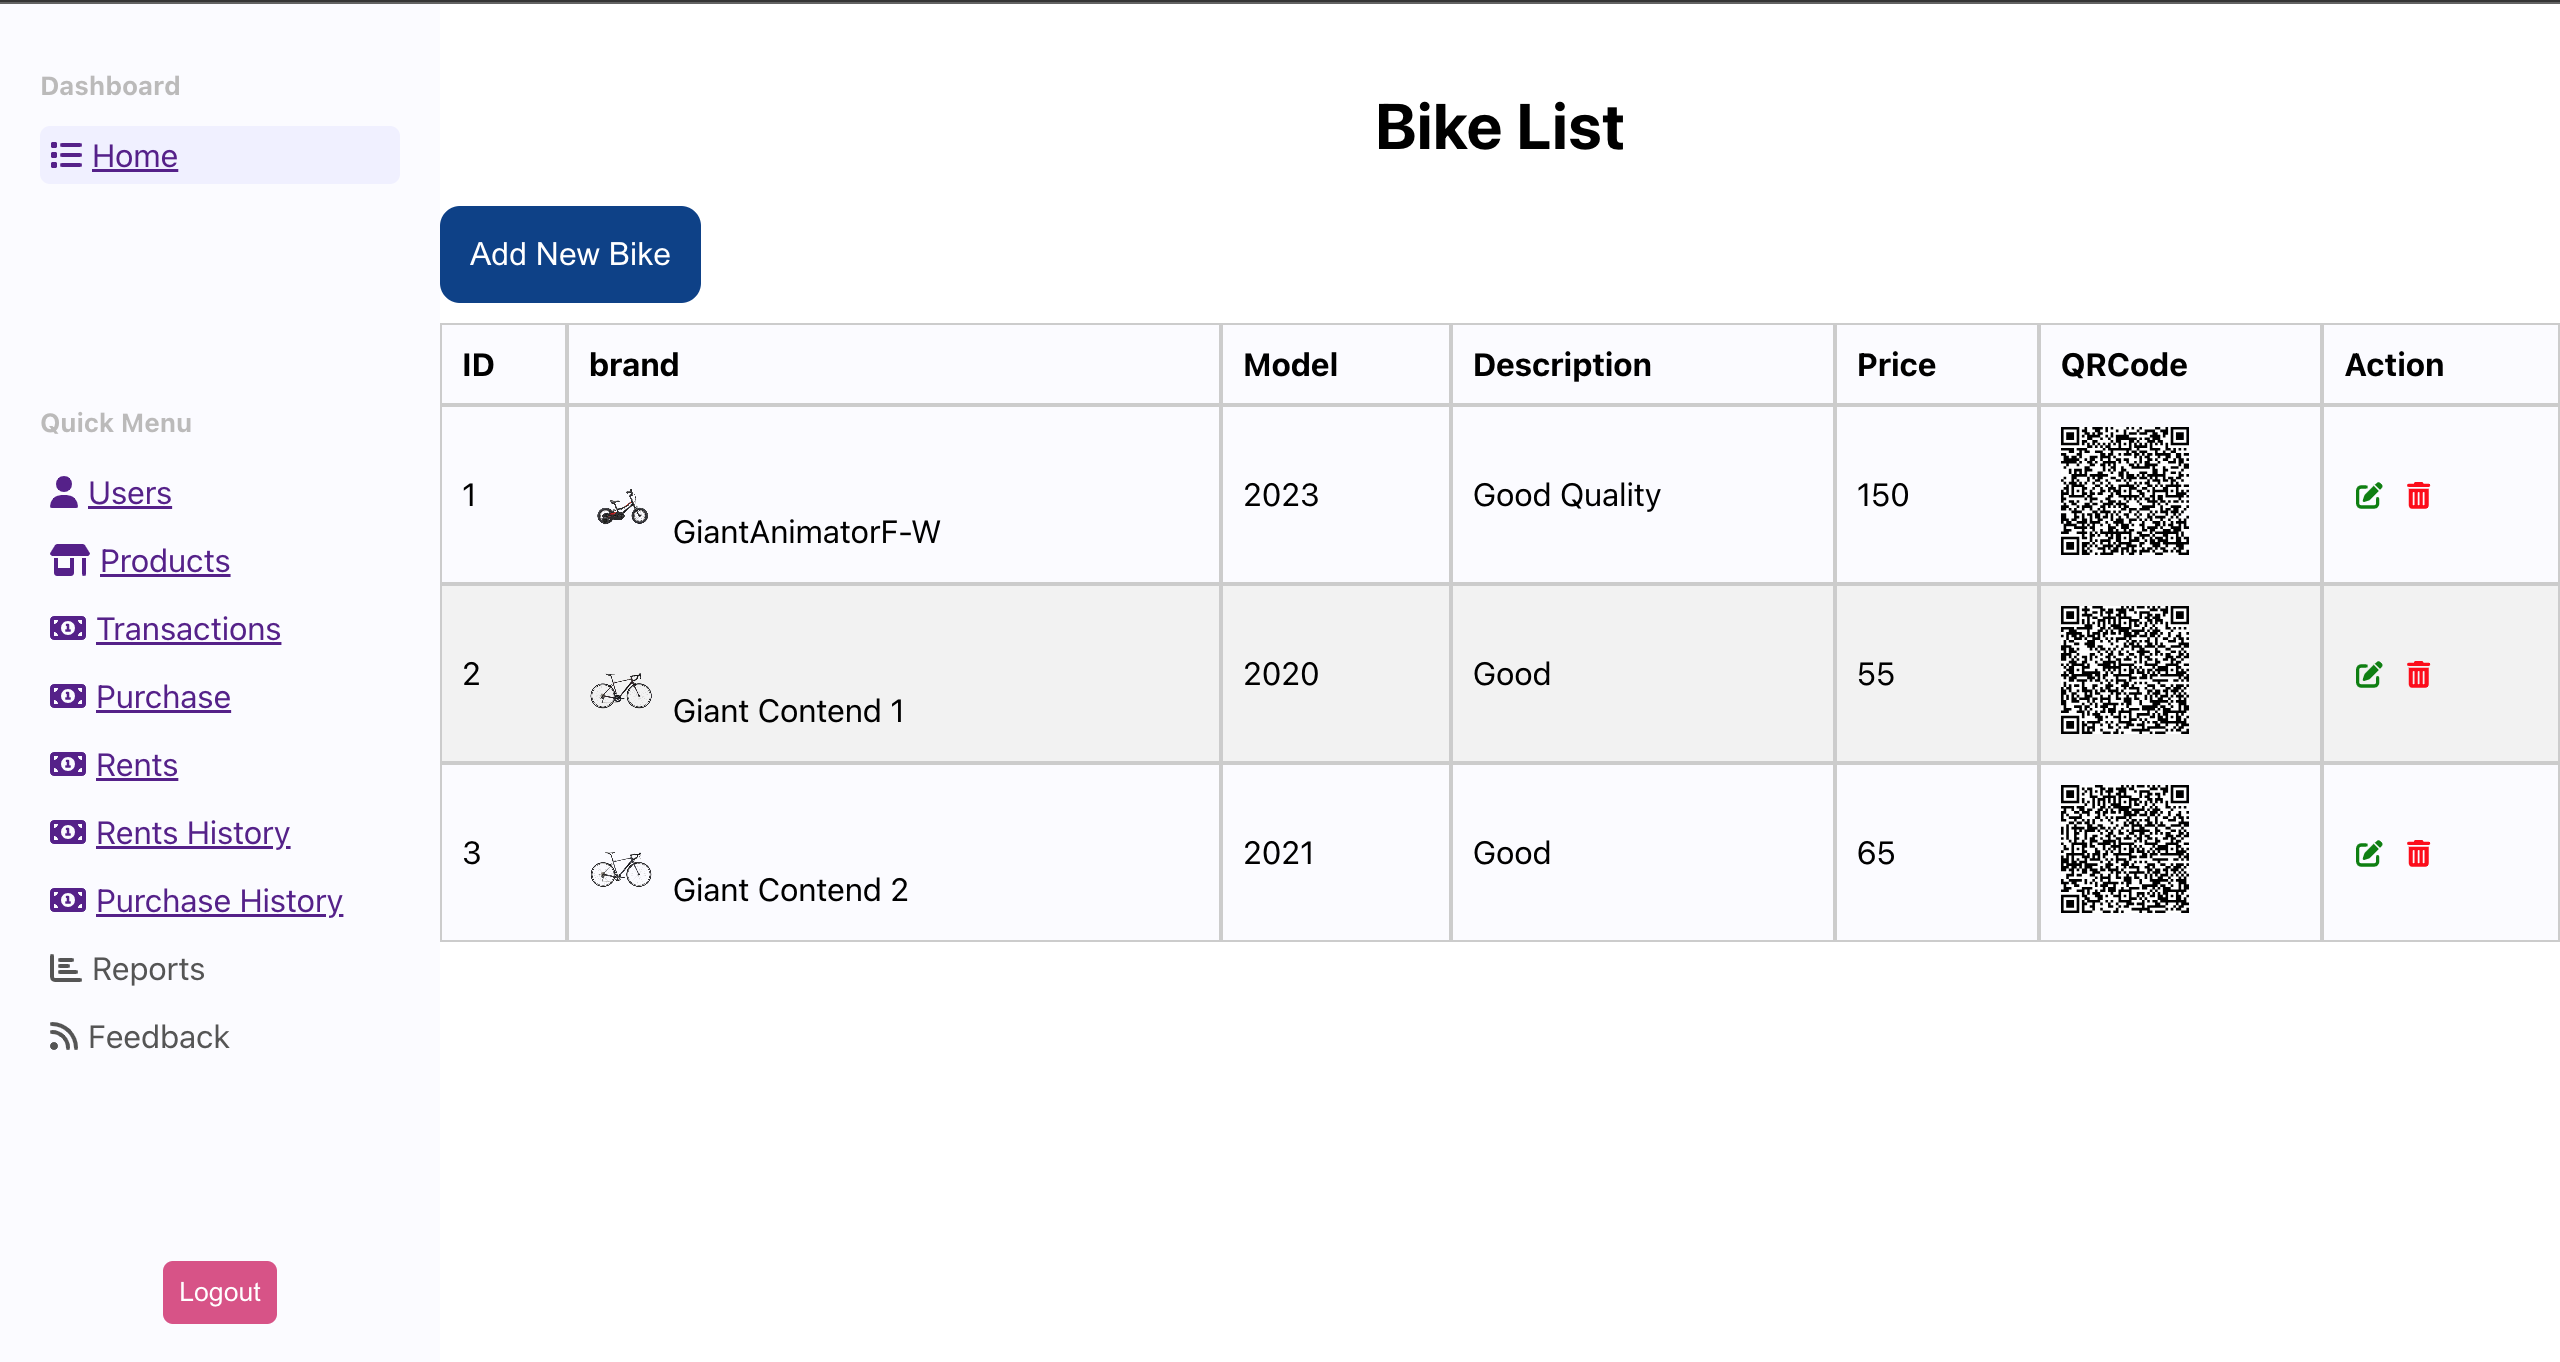 Dashboard
Home
Quick Menu
Users
Products
Transactions
Purchase
Rents
Rents History
Purchase History
Reports
Feedback
Logout
Bike List
Add New Bike
ID brand Model Description Price QRCode Action
1 GiantAnimatorF-W 2023 Good Quality 150
2 Giant Contend 1 2020 Good 55
3 Giant Contend 2 2021 Good 65